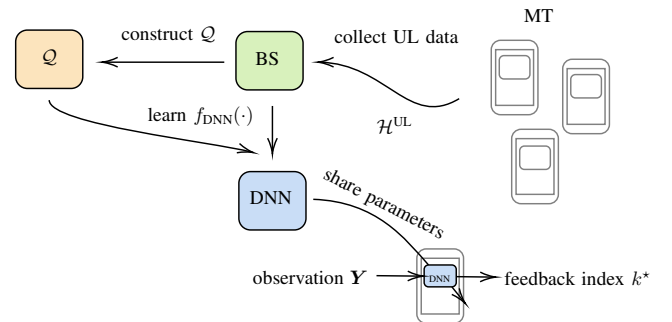 MT
construct 𝒬
collect UL data
𝒬
BS
ℋ^UL
learn f_DNN(·)
DNN
share parameters
observation Y
DNN
feedback index k⋆